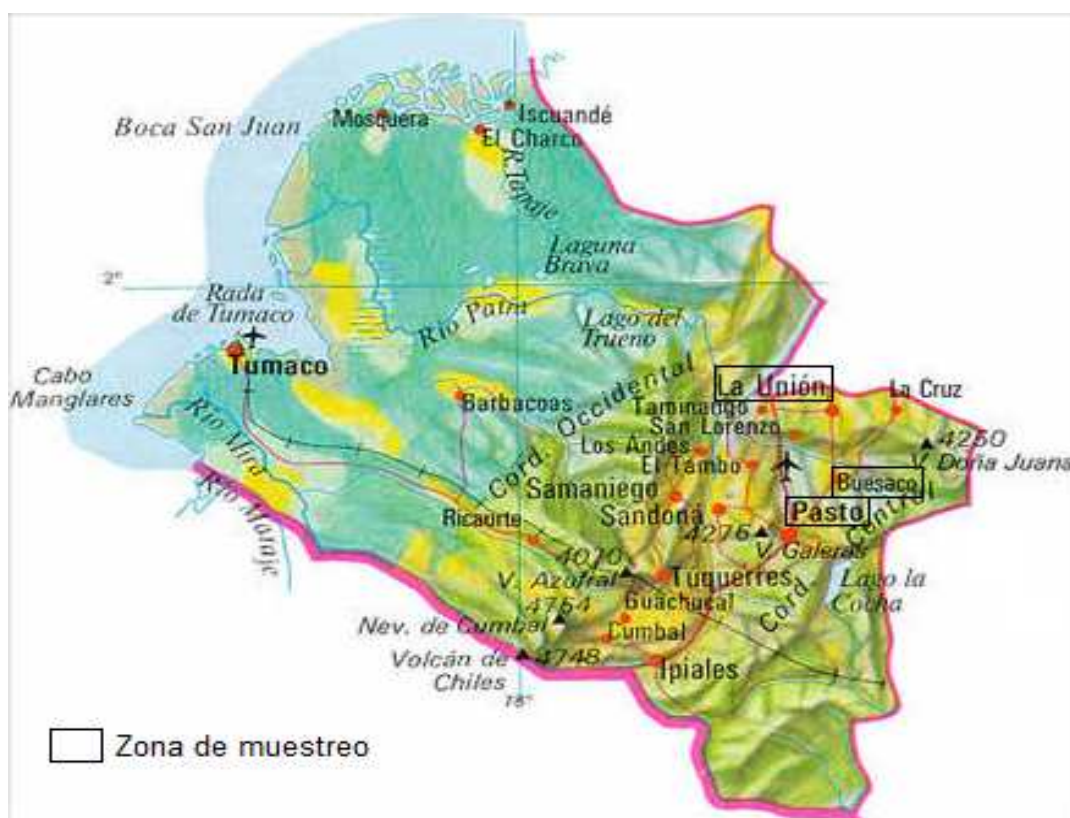 Boca San Juan
Mosquera
Iscuandé
El Charco
R. Tapaje
Laguna
Brava
2°
Rada
de Tumaco
Río Patía
Lago del
Trueno
Tumaco
Cabo
Manglares
Río Mira
Río Mataje
Barbacoas
Cord. Occidental
La Unión
La Cruz
Taminango
San Lorenzo
Los Andes
El Tambo
4250
V. Doña Juana
Buesaco
Samaniego
Sandoná
Pasto
Ricaurte
4276
V. Galeras
Cord. Central
4070
V. Azufral
Túquerres
Lago la
Cocha
4764
Guachucal
Nev. de Cumbal
Cumbal
Volcán de
Chiles
4748
Ipiales
78°
Zona de muestreo